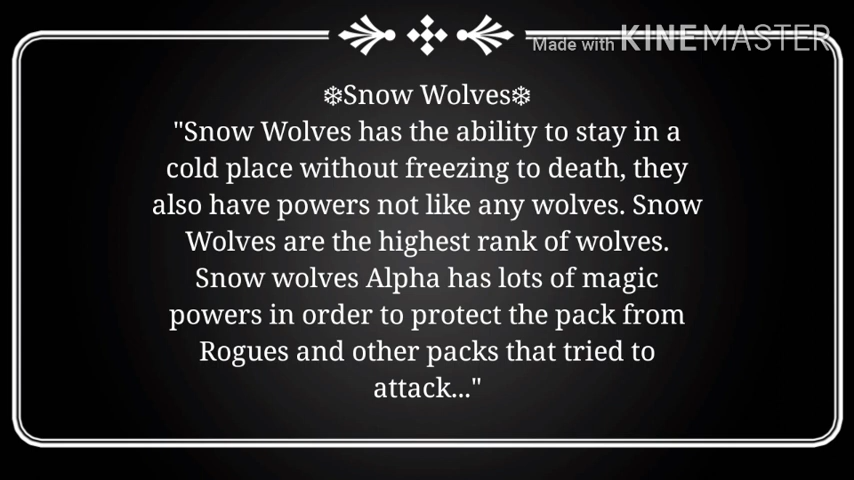 Made with KINEMASTER
❄Snow Wolves❄
"Snow Wolves has the ability to stay in a
cold place without freezing to death, they
also have powers not like any wolves. Snow
Wolves are the highest rank of wolves.
Snow wolves Alpha has lots of magic
powers in order to protect the pack from
Rogues and other packs that tried to
attack..."